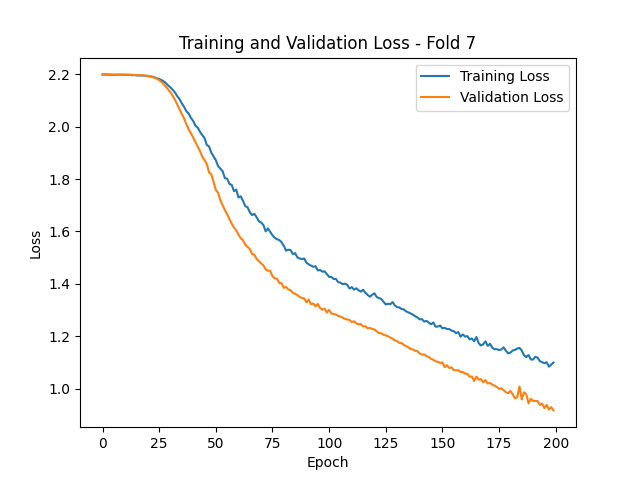 Training and Validation Loss - Fold 7
Training Loss
Validation Loss
Loss
2.2
2.0
1.8
1.6
1.4
1.2
1.0
0 25 50 75 100 125 150 175 200
Epoch